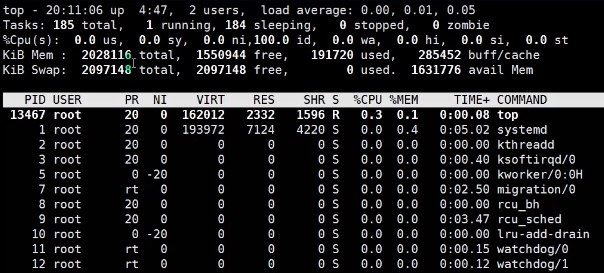 top - 20:11:06 up  4:47,  2 users,  load average: 0.00, 0.01, 0.05
Tasks: 185 total,   1 running, 184 sleeping,   0 stopped,   0 zombie
%Cpu(s):  0.0 us,  0.0 sy,  0.0 ni,100.0 id,  0.0 wa,  0.0 hi,  0.0 si,  0.0 st
KiB Mem :  2028116 total,  1550944 free,   191720 used,   285452 buff/cache
KiB Swap:  2097148 total,  2097148 free,        0 used.  1631776 avail Mem
PID USER      PR  NI    VIRT    RES    SHR S  %CPU %MEM     TIME+ COMMAND
13467 root      20   0  162012   2332   1596 R   0.3  0.1   0:00.08 top
1 root      20   0  193972   7124   4220 S   0.0  0.4   0:05.02 systemd
2 root      20   0       0      0      0 S   0.0  0.0   0:00.00 kthreadd
3 root      20   0       0      0      0 S   0.0  0.0   0:00.40 ksoftirqd/0
5 root       0 -20       0      0      0 S   0.0  0.0   0:00.00 kworker/0:0H
7 root      rt   0       0      0      0 S   0.0  0.0   0:02.50 migration/0
8 root      20   0       0      0      0 S   0.0  0.0   0:00.00 rcu_bh
9 root      20   0       0      0      0 S   0.0  0.0   0:03.47 rcu_sched
10 root       0 -20       0      0      0 S   0.0  0.0   0:00.00 lru-add-drain
11 root      rt   0       0      0      0 S   0.0  0.0   0:00.15 watchdog/0
12 root      rt   0       0      0      0 S   0.0  0.0   0:00.12 watchdog/1